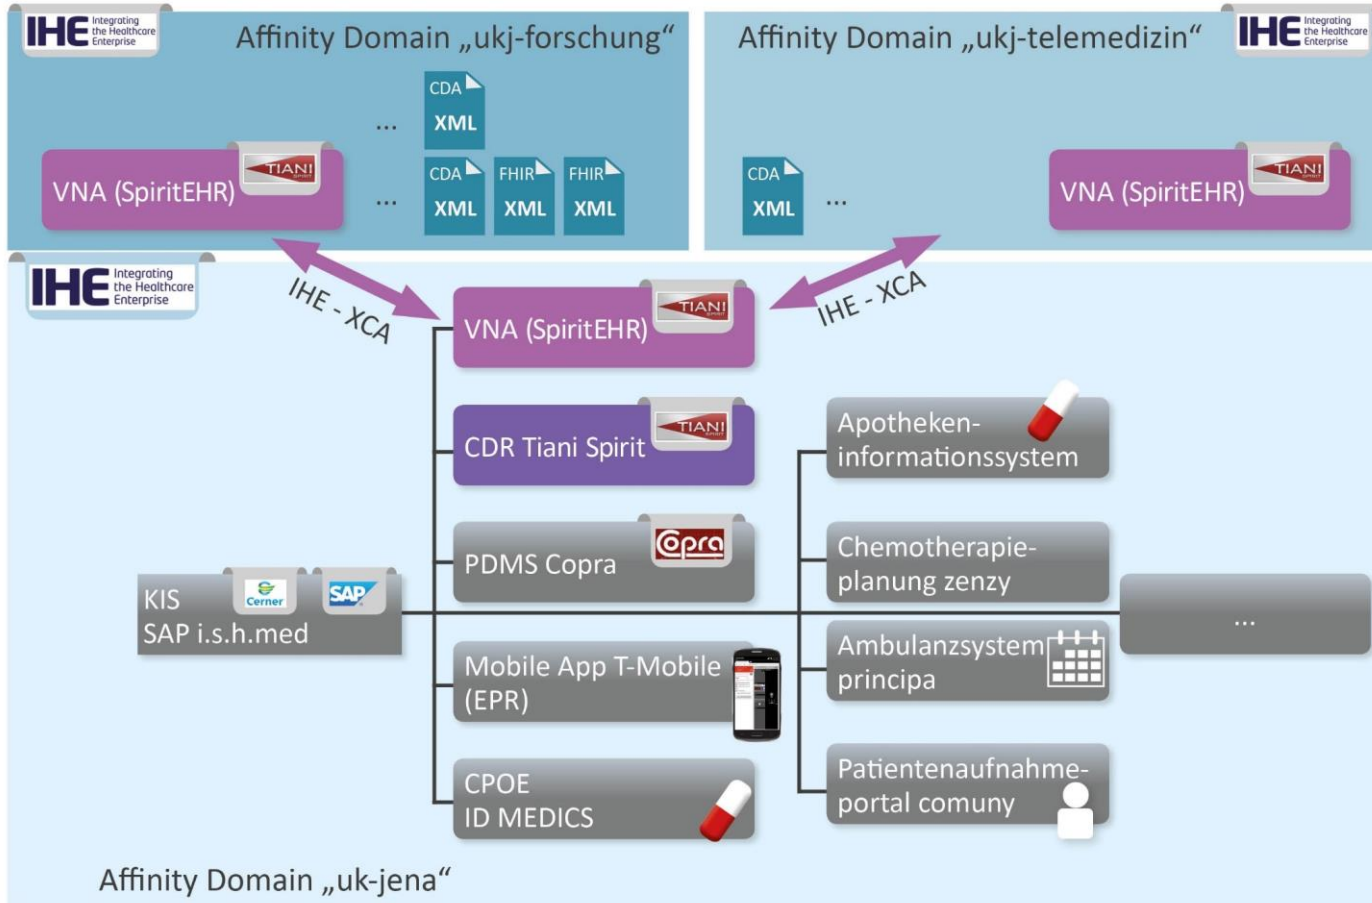 IHE Integrating
the Healthcare
Enterprise
Affinity Domain „ukj-forschung“
Affinity Domain „ukj-telemedizin“
IHE Integrating
the Healthcare
Enterprise
CDA
XML
...
VNA (SpiritEHR)
TIANI
SPIRIT
...
CDA
XML
FHIR
XML
FHIR
XML
CDA
XML
...
VNA (SpiritEHR)
TIANI
SPIRIT
IHE Integrating
the Healthcare
Enterprise
IHE - XCA
IHE - XCA
VNA (SpiritEHR)
TIANI
SPIRIT
CDR Tiani Spirit
TIANI
SPIRIT
PDMS Copra
Copra
KIS
SAP i.s.h.med
Cerner
SAP
Mobile App T-Mobile
(EPR)
CPOE
ID MEDICS
Apotheken-
informationssystem
Chemotherapie-
planung zenzy
...
Ambulanzsystem
principa
Patientenaufnahme-
portal comuny
Affinity Domain „uk-jena“